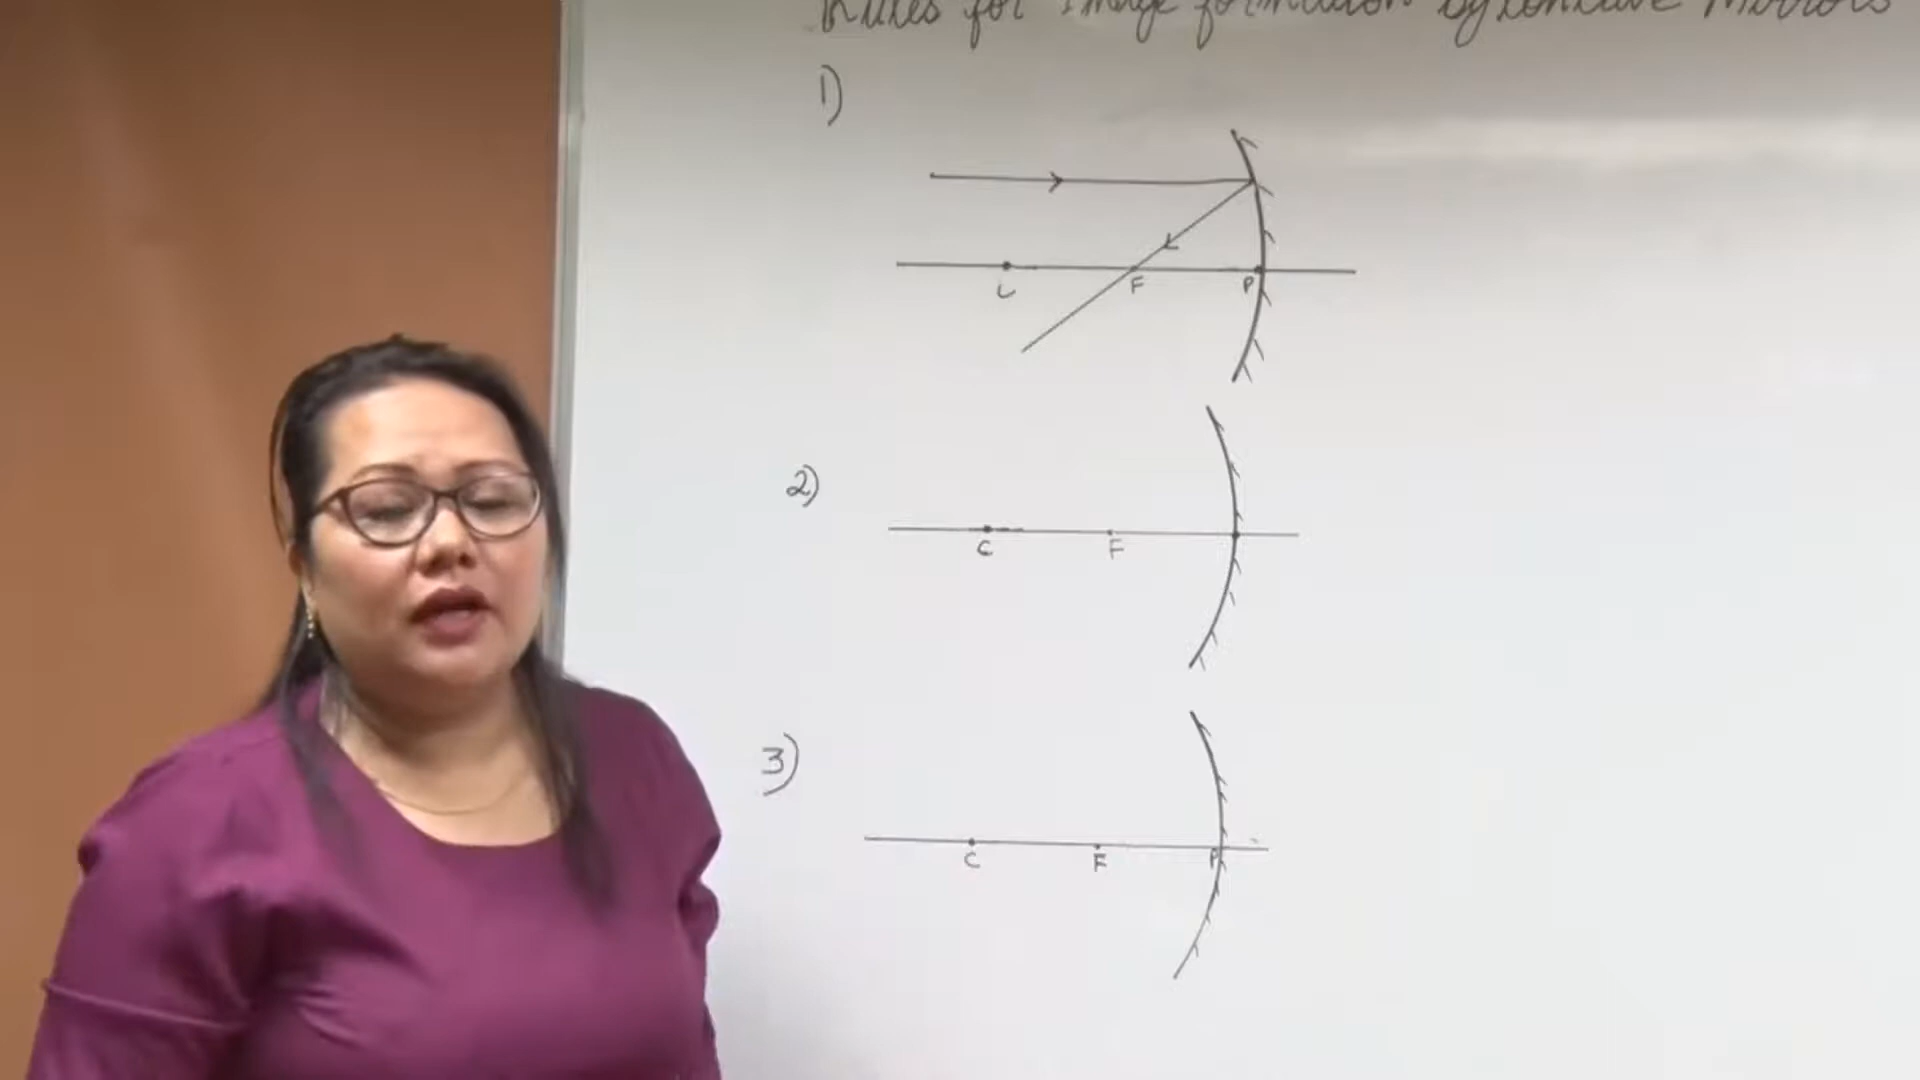 Rules for Image formation by concave Mirrors
1)
C F P
2)
C F
3)
C F P